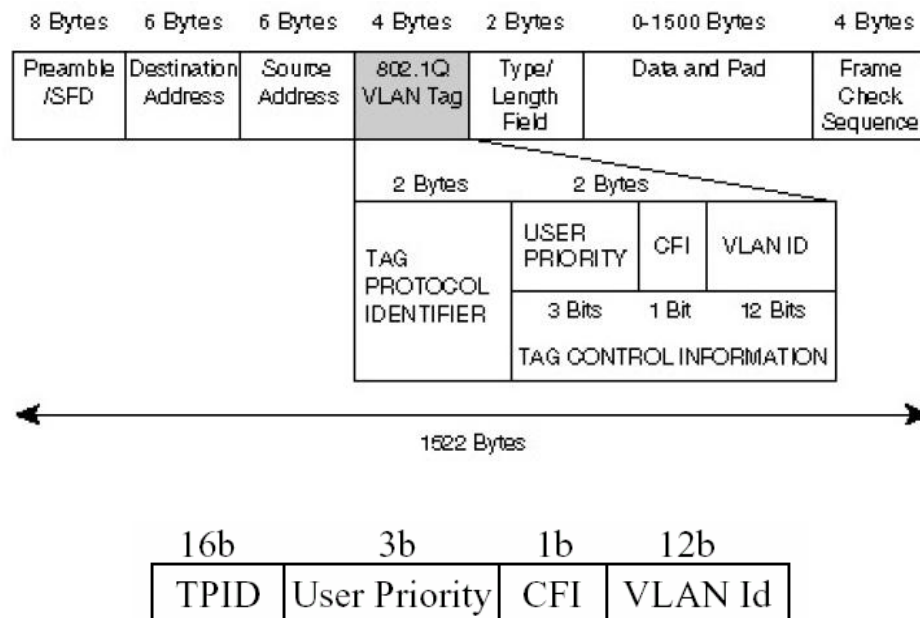 8 Bytes 6 Bytes 6 Bytes 4 Bytes 2 Bytes 0-1500 Bytes 4 Bytes
Preamble Destination Source 802.1Q Type/ Data and Pad Frame
/SFD Address Address VLAN Tag Length Check
Field Sequence
2 Bytes 2 Bytes
USER
PRIORITY CFI VLAN ID
TAG
PROTOCOL
IDENTIFIER 3 Bits 1 Bit 12 Bits
TAG CONTROL INFORMATION
1522 Bytes
16b 3b 1b 12b
TPID User Priority CFI VLAN Id